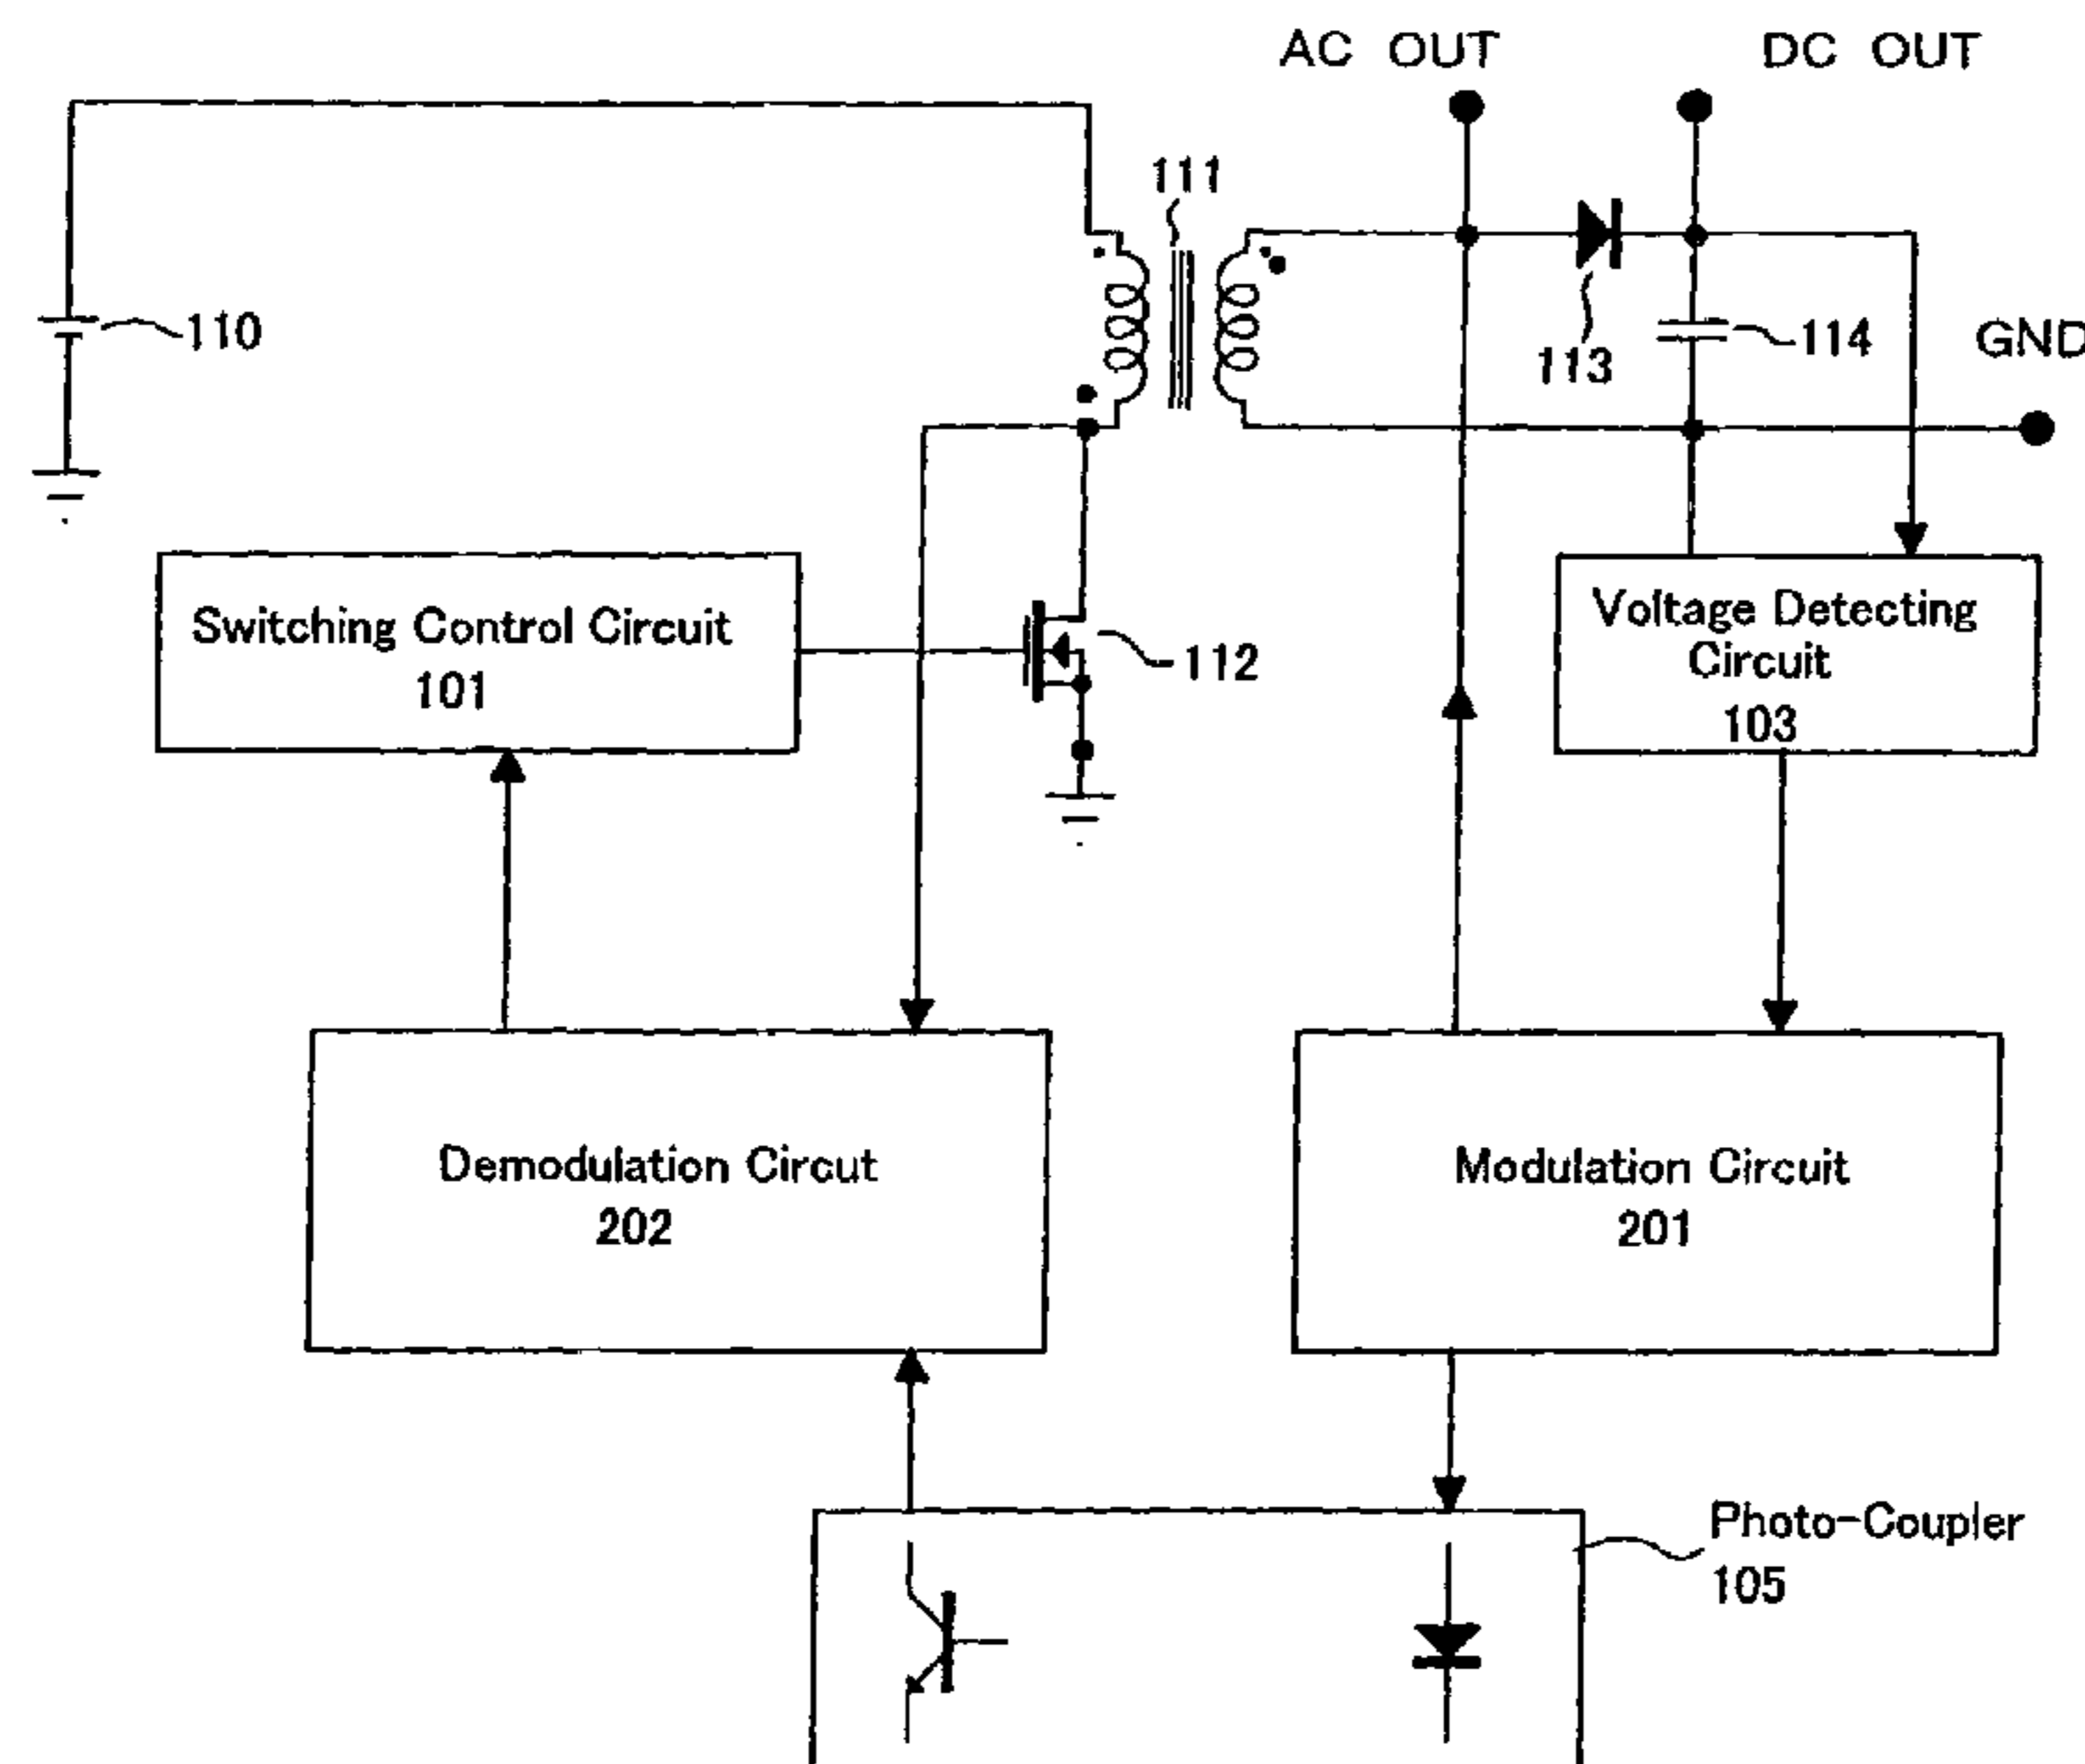 AC OUT
DC OUT
111
110
113
114
GND
Switching Control Circuit
101
112
Voltage Detecting
Circuit
103
Demodulation Circut
202
Modulation Circuit
201
Photo-Coupler
105